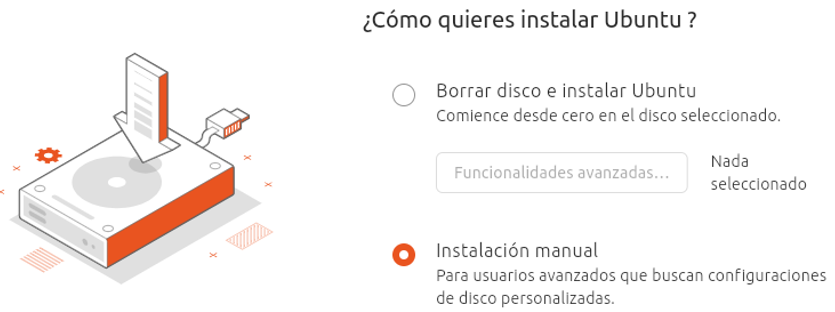 ¿Cómo quieres instalar Ubuntu ?
Borrar disco e instalar Ubuntu
Comience desde cero en el disco seleccionado.
Funcionalidades avanzadas...
Nada
seleccionado
Instalación manual
Para usuarios avanzados que buscan configuraciones
de disco personalizadas.